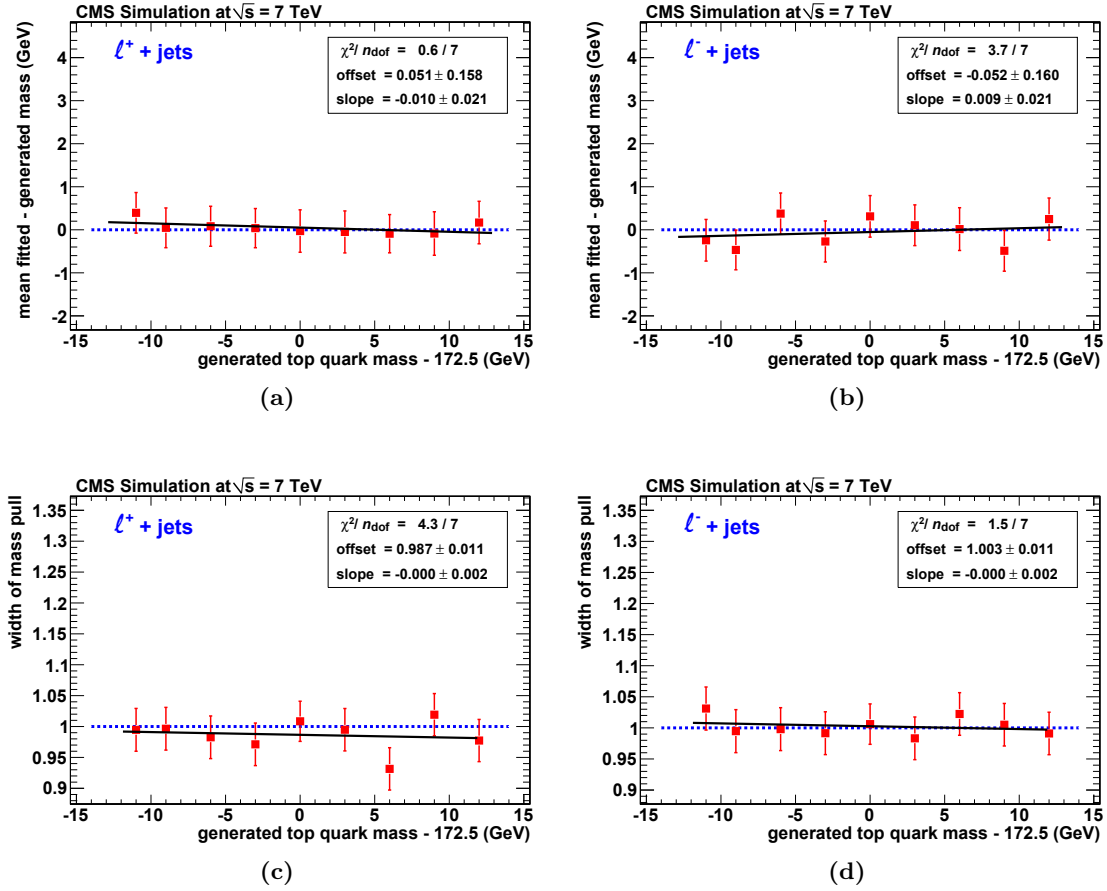 CMS Simulation at √s = 7 TeV
ℓ+ + jets
χ²/ ndof = 0.6 / 7
offset = 0.051 ± 0.158
slope = -0.010 ± 0.021
mean fitted - generated mass (GeV)
4
3
2
1
0
-1
-2
-15 -10 -5 0 5 10 15
generated top quark mass - 172.5 (GeV)
(a)
CMS Simulation at √s = 7 TeV
ℓ- + jets
χ²/ ndof = 3.7 / 7
offset = -0.052 ± 0.160
slope = 0.009 ± 0.021
mean fitted - generated mass (GeV)
4
3
2
1
0
-1
-2
-15 -10 -5 0 5 10 15
generated top quark mass - 172.5 (GeV)
(b)
CMS Simulation at √s = 7 TeV
ℓ+ + jets
χ²/ ndof = 4.3 / 7
offset = 0.987 ± 0.011
slope = -0.000 ± 0.002
width of mass pull
1.35
1.3
1.25
1.2
1.15
1.1
1.05
1
0.95
0.9
-15 -10 -5 0 5 10 15
generated top quark mass - 172.5 (GeV)
(c)
CMS Simulation at √s = 7 TeV
ℓ- + jets
χ²/ ndof = 1.5 / 7
offset = 1.003 ± 0.011
slope = -0.000 ± 0.002
width of mass pull
1.35
1.3
1.25
1.2
1.15
1.1
1.05
1
0.95
0.9
-15 -10 -5 0 5 10 15
generated top quark mass - 172.5 (GeV)
(d)